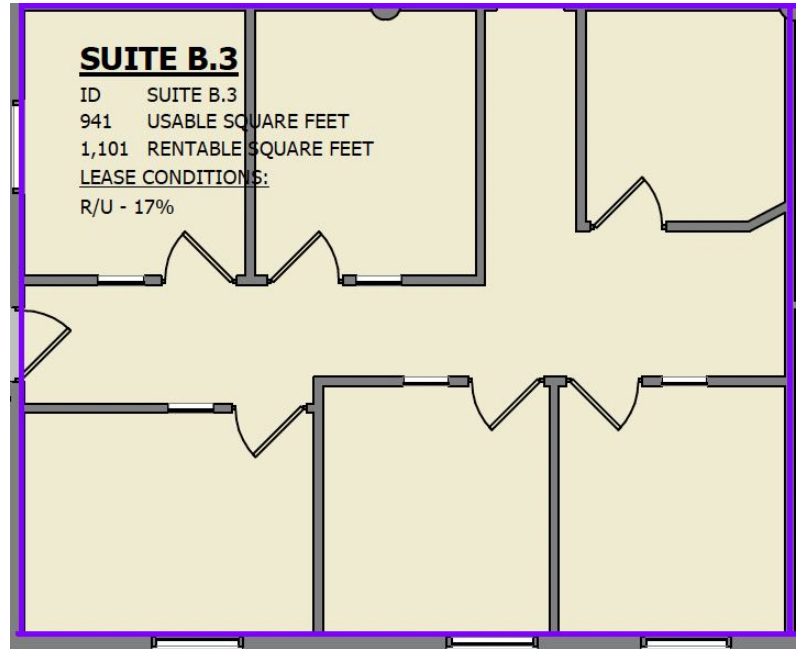 SUITE B.3
ID SUITE B.3
941 USABLE SQUARE FEET
1,101 RENTABLE SQUARE FEET
LEASE CONDITIONS:
R/U - 17%